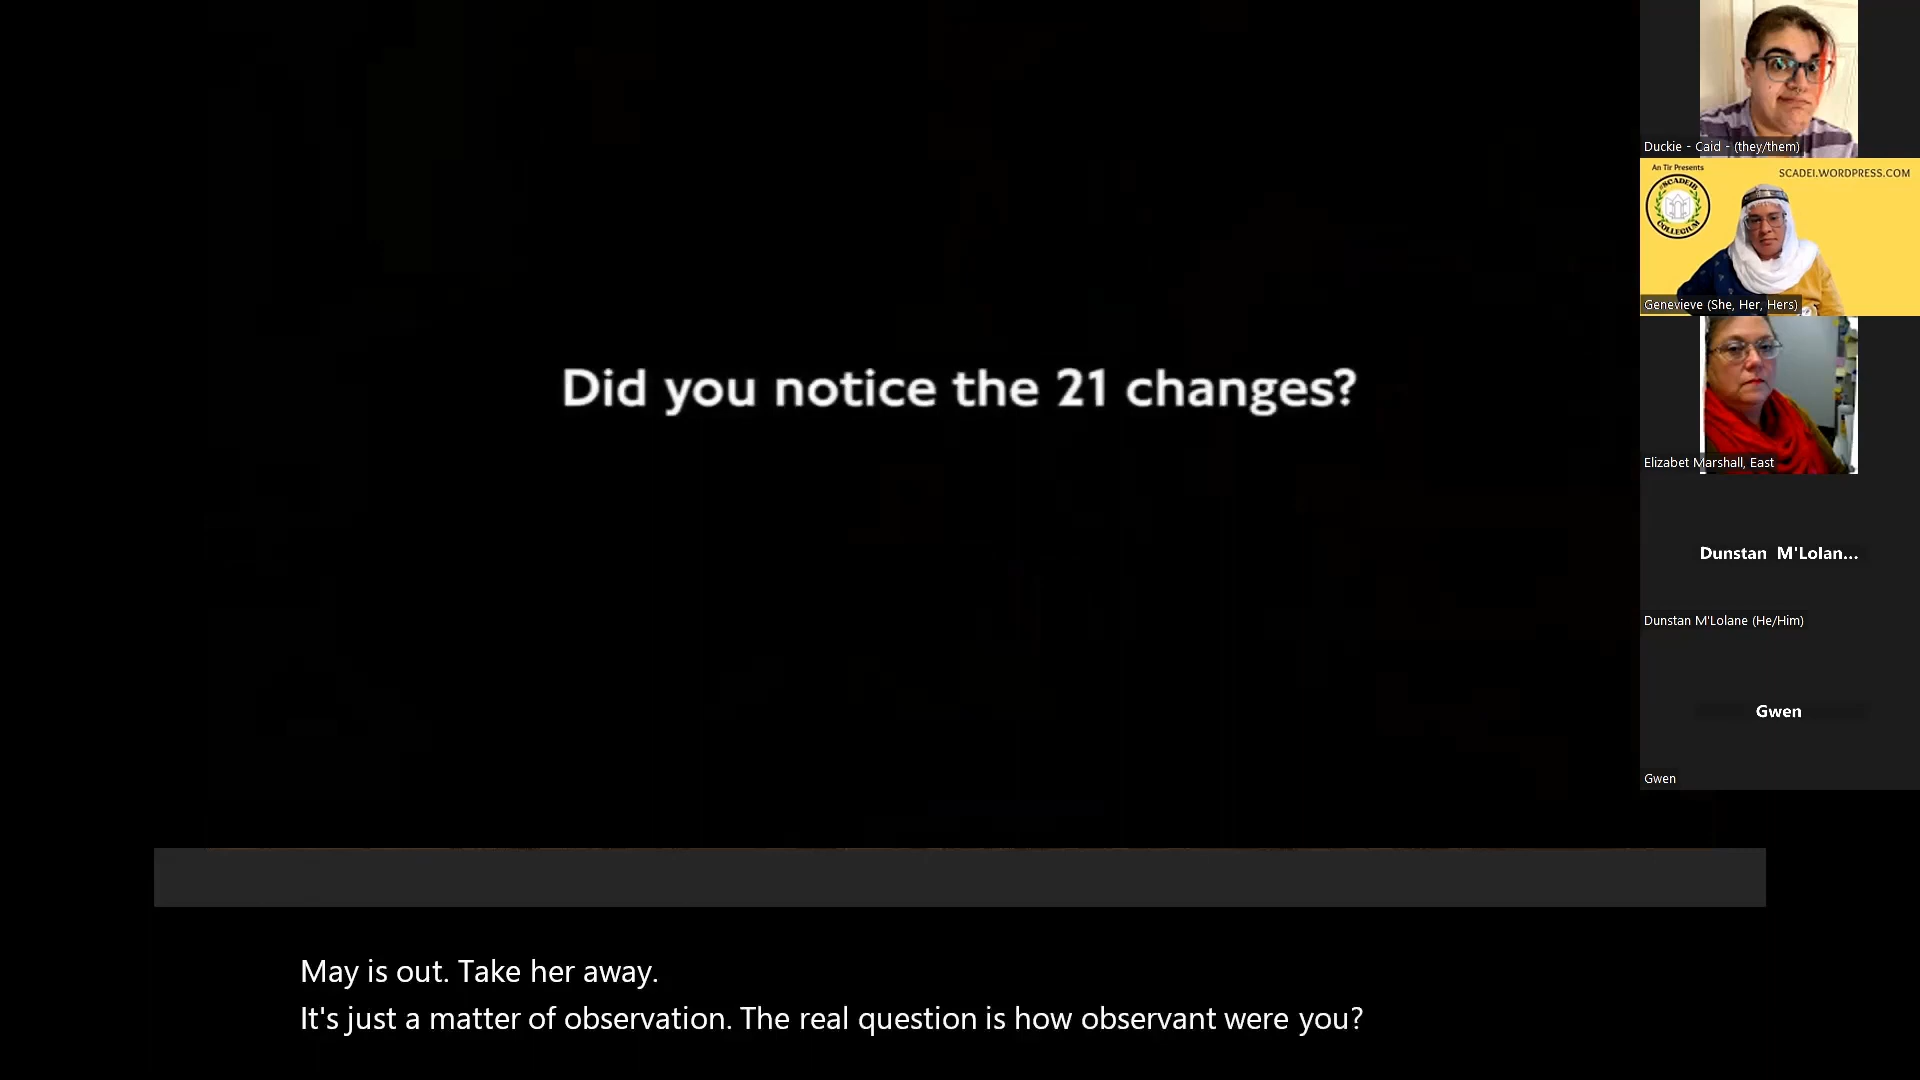 Did you notice the 21 changes?
May is out. Take her away.
It's just a matter of observation. The real question is how observant were you?
Duckie - Caid - (they/them)
An Tir Presents
SCADEI.WORDPRESS.COM
COLLEGIUM
Genevieve (She, Her, Hers)
Elizabet Marshall, East
Dunstan M'Lolan...
Dunstan M'Lolane (He/Him)
Gwen
Gwen